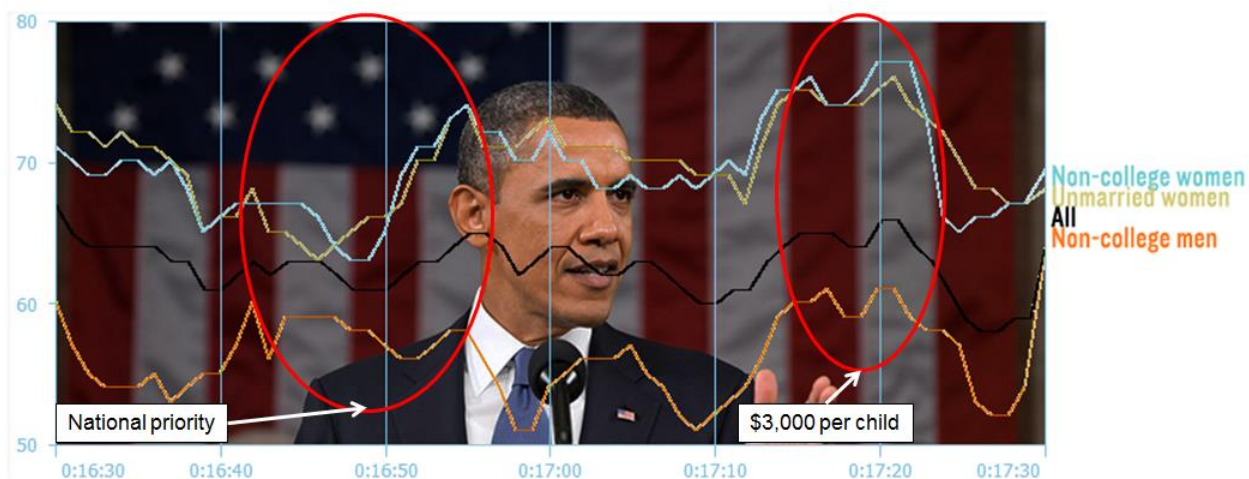 80
70
60
50
National priority
$3,000 per child
Non-college women
Unmarried women
All
Non-college men
0:16:30
0:16:40
0:16:50
0:17:00
0:17:10
0:17:20
0:17:30